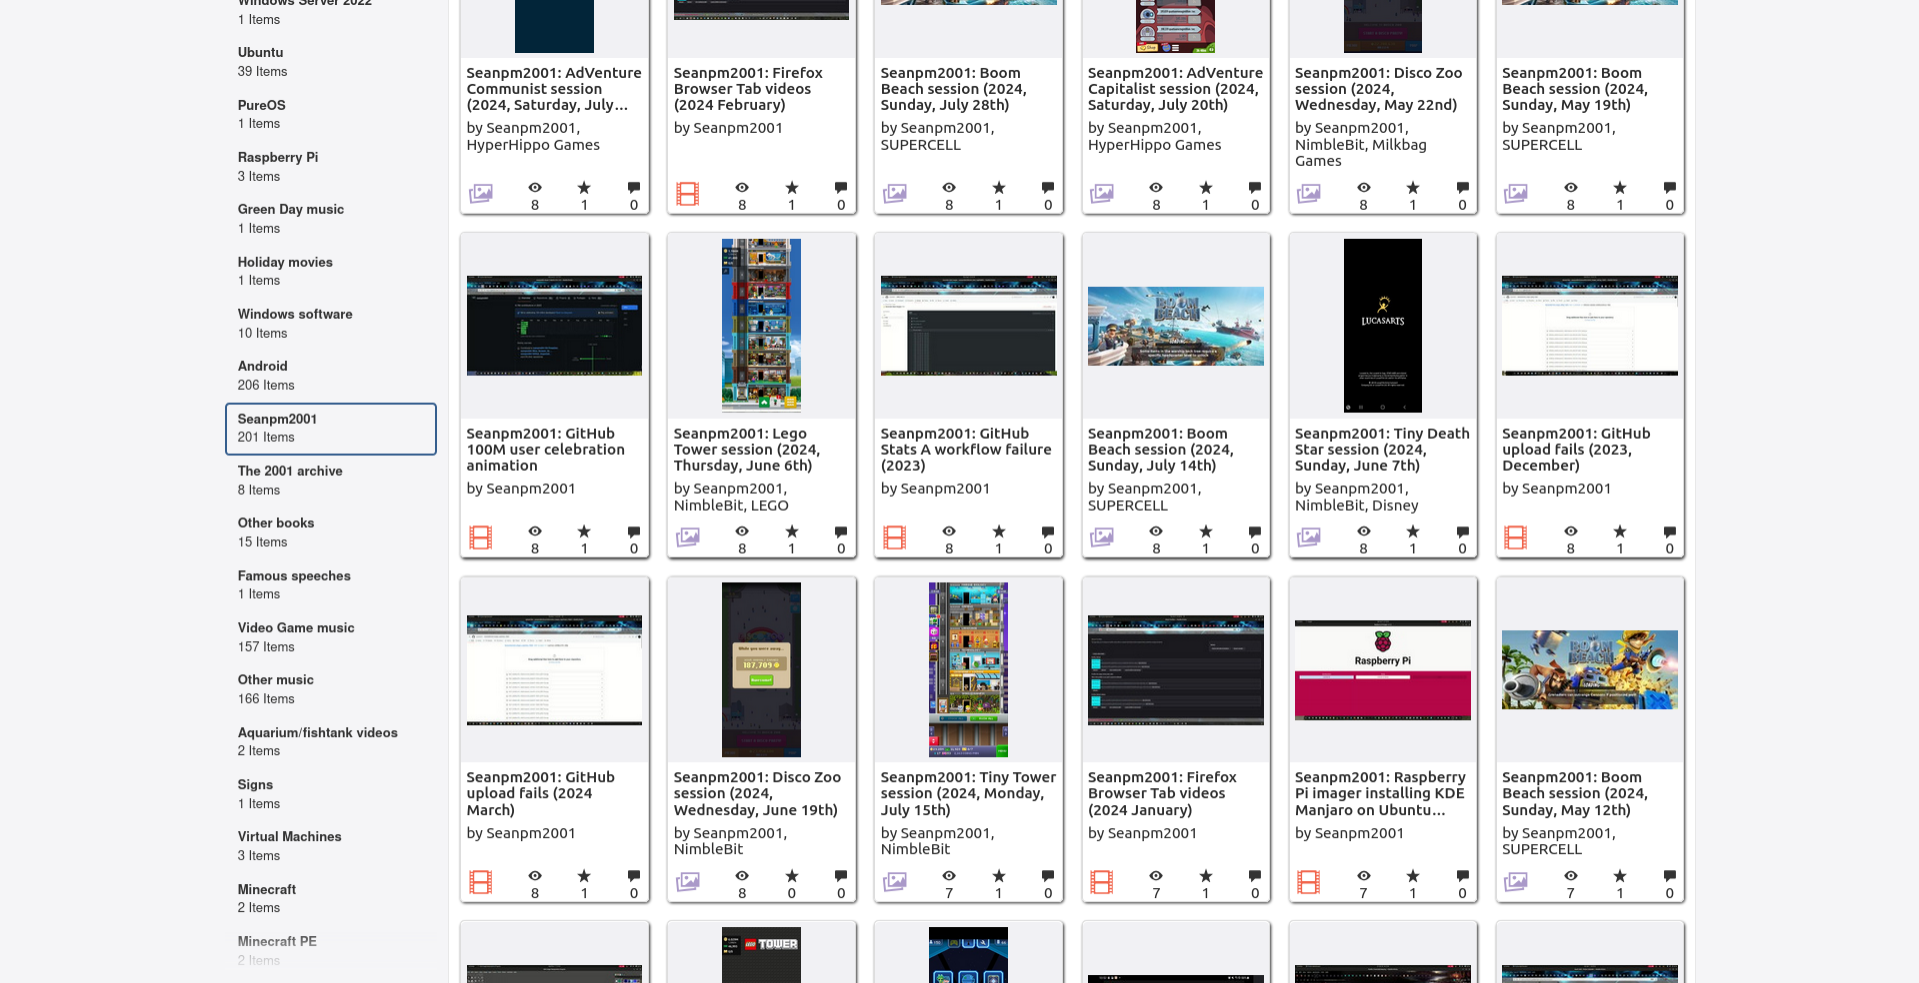 Windows Server 2022
1 Items
Ubuntu
39 Items
PureOS
1 Items
Raspberry Pi
3 Items
Green Day music
1 Items
Holiday movies
1 Items
Windows software
10 Items
Android
206 Items
Seanpm2001
201 Items
The 2001 archive
8 Items
Other books
15 Items
Famous speeches
1 Items
Video Game music
157 Items
Other music
166 Items
Aquarium/fishtank videos
2 Items
Signs
1 Items
Virtual Machines
3 Items
Minecraft
2 Items
Minecraft PE
2 Items
Seanpm2001: AdVenture
Communist session
(2024, Saturday, July...
by Seanpm2001,
HyperHippo Games
8 1 0
Seanpm2001: Firefox
Browser Tab videos
(2024 February)
by Seanpm2001
8 1 0
Seanpm2001: Boom
Beach session (2024,
Sunday, July 28th)
by Seanpm2001,
SUPERCELL
8 1 0
Seanpm2001: AdVenture
Capitalist session (2024,
Saturday, July 20th)
by Seanpm2001,
HyperHippo Games
8 1 0
Seanpm2001: Disco Zoo
session (2024,
Wednesday, May 22nd)
by Seanpm2001,
NimbleBit, Milkbag
Games
8 1 0
Seanpm2001: Boom
Beach session (2024,
Sunday, May 19th)
by Seanpm2001,
SUPERCELL
8 1 0
Seanpm2001: GitHub
100M user celebration
animation
by Seanpm2001
8 1 0
Seanpm2001: Lego
Tower session (2024,
Thursday, June 6th)
by Seanpm2001,
NimbleBit, LEGO
8 1 0
Seanpm2001: GitHub
Stats A workflow failure
(2023)
by Seanpm2001
8 1 0
BOOM
BEACH
Seanpm2001: Boom
Beach session (2024,
Sunday, July 14th)
by Seanpm2001,
SUPERCELL
8 1 0
LUCASARTS
Seanpm2001: Tiny Death
Star session (2024,
Sunday, June 7th)
by Seanpm2001,
NimbleBit, Disney
8 1 0
Seanpm2001: GitHub
upload fails (2023,
December)
by Seanpm2001
8 1 0
Seanpm2001: GitHub
upload fails (2024
March)
by Seanpm2001
8 1 0
While you were away...
187,709
Seanpm2001: Disco Zoo
session (2024,
Wednesday, June 19th)
by Seanpm2001,
NimbleBit
8 0 0
Seanpm2001: Tiny Tower
session (2024, Monday,
July 15th)
by Seanpm2001,
NimbleBit
7 1 0
Seanpm2001: Firefox
Browser Tab videos
(2024 January)
by Seanpm2001
7 1 0
Raspberry Pi
Seanpm2001: Raspberry
Pi imager installing KDE
Manjaro on Ubuntu...
by Seanpm2001
7 1 0
BOOM
BEACH
Seanpm2001: Boom
Beach session (2024,
Sunday, May 12th)
by Seanpm2001,
SUPERCELL
7 1 0
LEGO TOWER